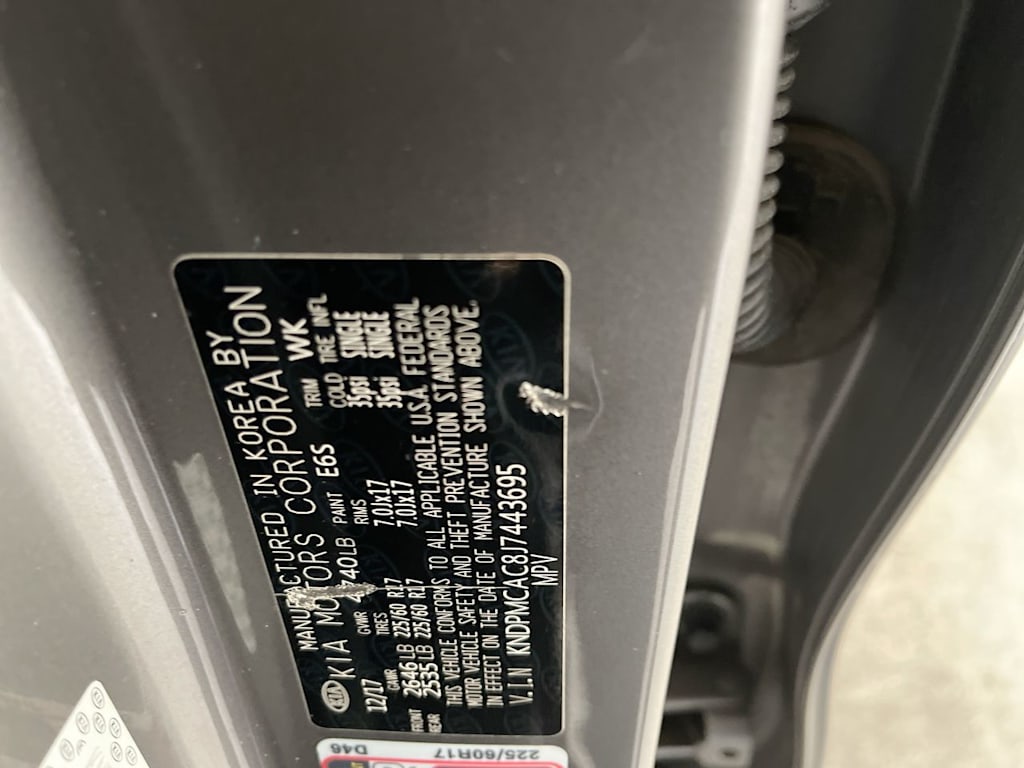 MANUFACTURED IN KOREA BY
KIA MOTORS CORPORATION
12/17 GVWR 4740LB PAINT E6S TRIM WK
GAWR TIRES RIMS COLD TIRE INFL
FRONT 2646 LB 225/60 R17 7.0Jx17 35psi SINGLE
REAR 2535 LB 225/60 R17 7.0Jx17 35psi SINGLE
THIS VEHICLE CONFORMS TO ALL APPLICABLE U.S.A. FEDERAL
MOTOR VEHICLE SAFETY AND THEFT PREVENTION STANDARDS
IN EFFECT ON THE DATE OF MANUFACTURE SHOWN ABOVE.
V.I.N KNDPMCAC8J7443695
MPV
225/60R17
D46